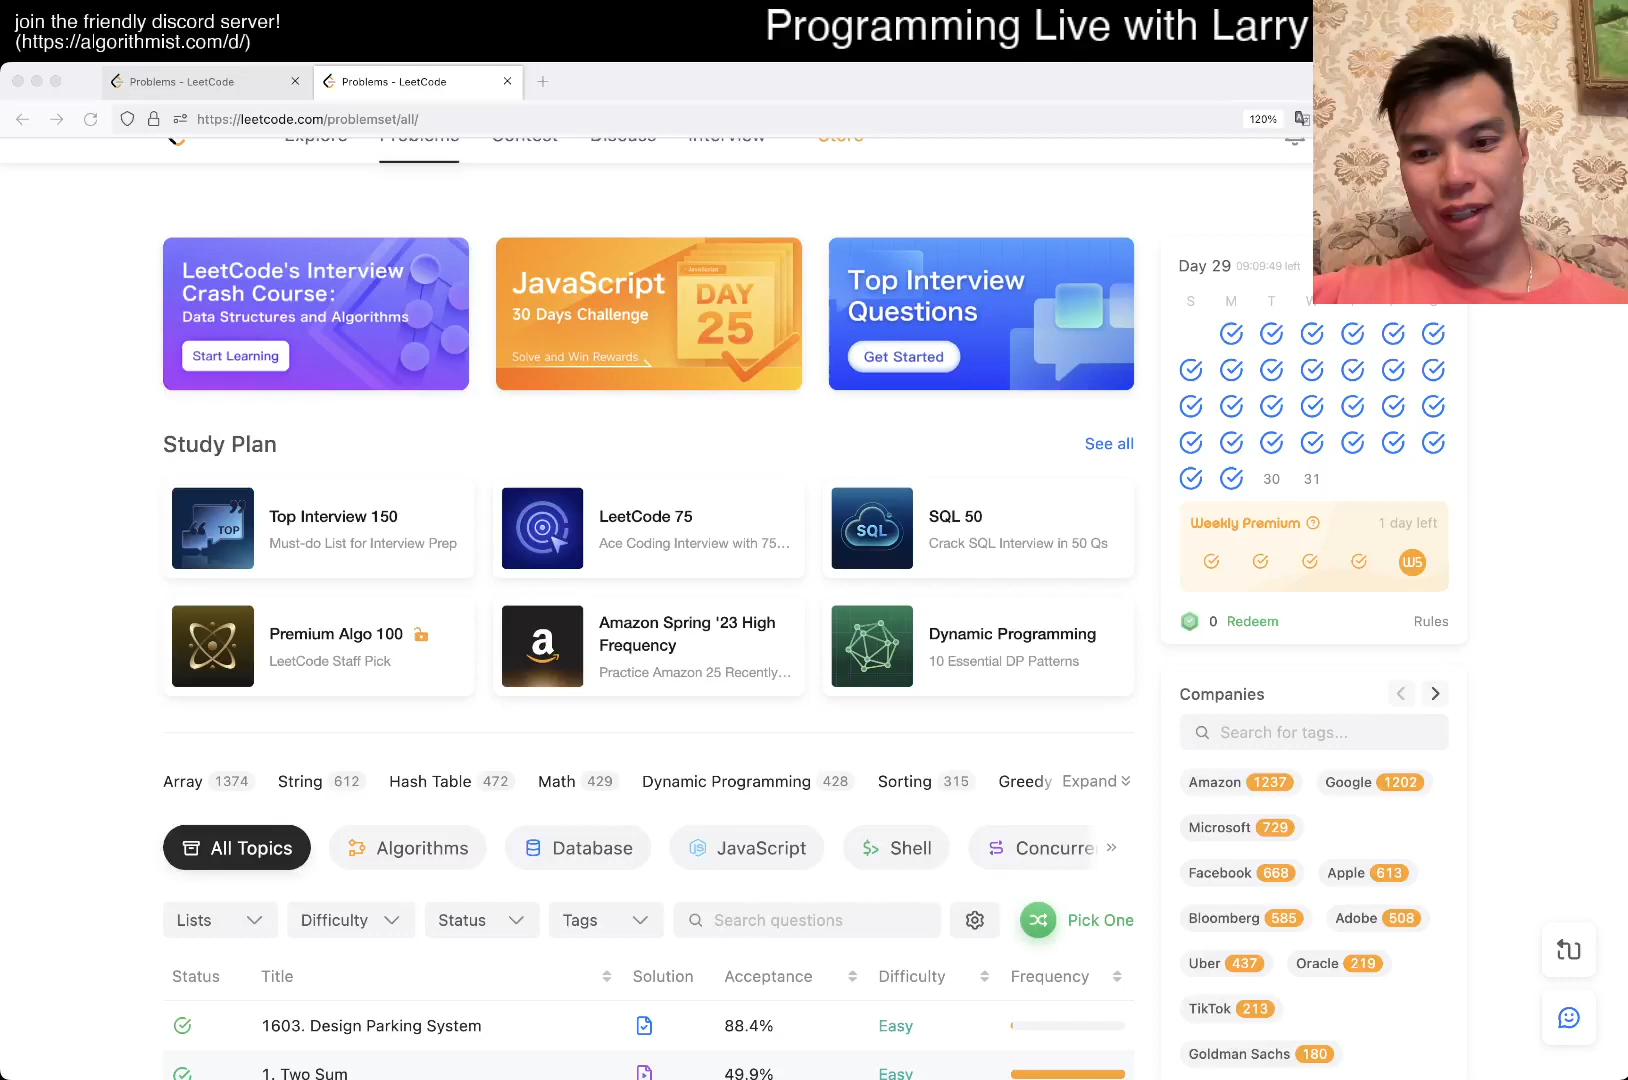 join the friendly discord server!
(https://algorithmist.com/d/)
Programming Live with Larry
Problems - LeetCode
Problems - LeetCode
https://leetcode.com/problemset/all/
120%
Explore
Problems
Contest
Discuss
Interview
Store
LeetCode's Interview
Crash Course:
Data Structures and Algorithms
Start Learning
JavaScript
30 Days Challenge
Solve and Win Rewards
JavaScript
DAY
25
Top Interview
Questions
Get Started
Day 29 09:09:49 left
S M T
30 31
Weekly Premium 1 day left
W5
0 Redeem Rules
Study Plan
See all
TOP
Top Interview 150
Must-do List for Interview Prep
LeetCode 75
Ace Coding Interview with 75...
SQL
SQL 50
Crack SQL Interview in 50 Qs
Premium Algo 100
LeetCode Staff Pick
a
Amazon Spring '23 High
Frequency
Practice Amazon 25 Recently...
Dynamic Programming
10 Essential DP Patterns
Companies
Search for tags...
Amazon 1237 Google 1202
Microsoft 729
Facebook 668 Apple 613
Bloomberg 585 Adobe 508
Uber 437 Oracle 219
TikTok 213
Goldman Sachs 180
Array 1374 String 612 Hash Table 472 Math 429 Dynamic Programming 428 Sorting 315 Greedy Expand
All Topics Algorithms Database JavaScript Shell Concurre
Lists Difficulty Status Tags Search questions Pick One
Status Title Solution Acceptance Difficulty Frequency
1603. Design Parking System 88.4% Easy
1. Two Sum 49.9% Easy